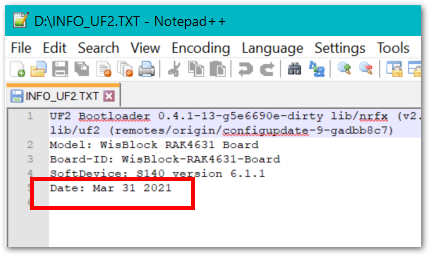 D:\INFO_UF2.TXT - Notepad++
File Edit Search View Encoding Language Settings Tools
INFO_UF2.TXT
1 UF2 Bootloader 0.4.1-13-g5e6690e-dirty lib/nrfx (v2.
lib/uf2 (remotes/origin/configupdate-9-gadbb8c7)
2 Model: WisBlock RAK4631 Board
3 Board-ID: WisBlock-RAK4631-Board
4 SoftDevice: S140 version 6.1.1
5 Date: Mar 31 2021
6